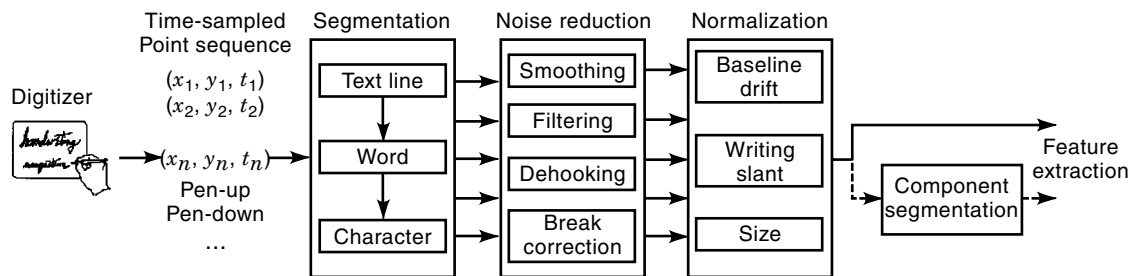 Digitizer
handwriting
recognition
Time-sampled
Point sequence
(x₁, y₁, t₁)
(x₂, y₂, t₂)
(xₙ, yₙ, tₙ)
Pen-up
Pen-down
...
Segmentation
Text line
Word
Character
Noise reduction
Smoothing
Filtering
Dehooking
Break
correction
Normalization
Baseline
drift
Writing
slant
Size
Component
segmentation
Feature
extraction